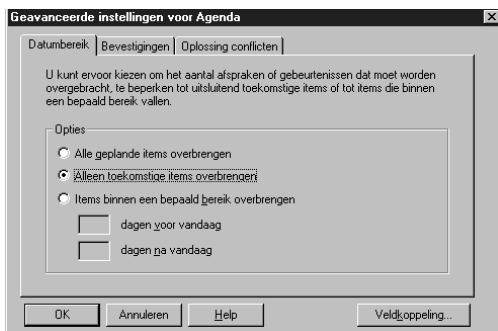 Geavanceerde instellingen voor Agenda
Datumbereik Bevestigingen Oplossing conflicten
U kunt ervoor kiezen om het aantal afspraken of gebeurtenissen dat moet worden
overgebracht, te beperken tot uitsluitend toekomstige items of tot items die binnen
een bepaald bereik vallen.
Opties
Alle geplande items overbrengen
Alleen toekomstige items overbrengen
Items binnen een bepaald bereik overbrengen
dagen voor vandaag
dagen na vandaag
OK Annuleren Help Veldkoppeling...